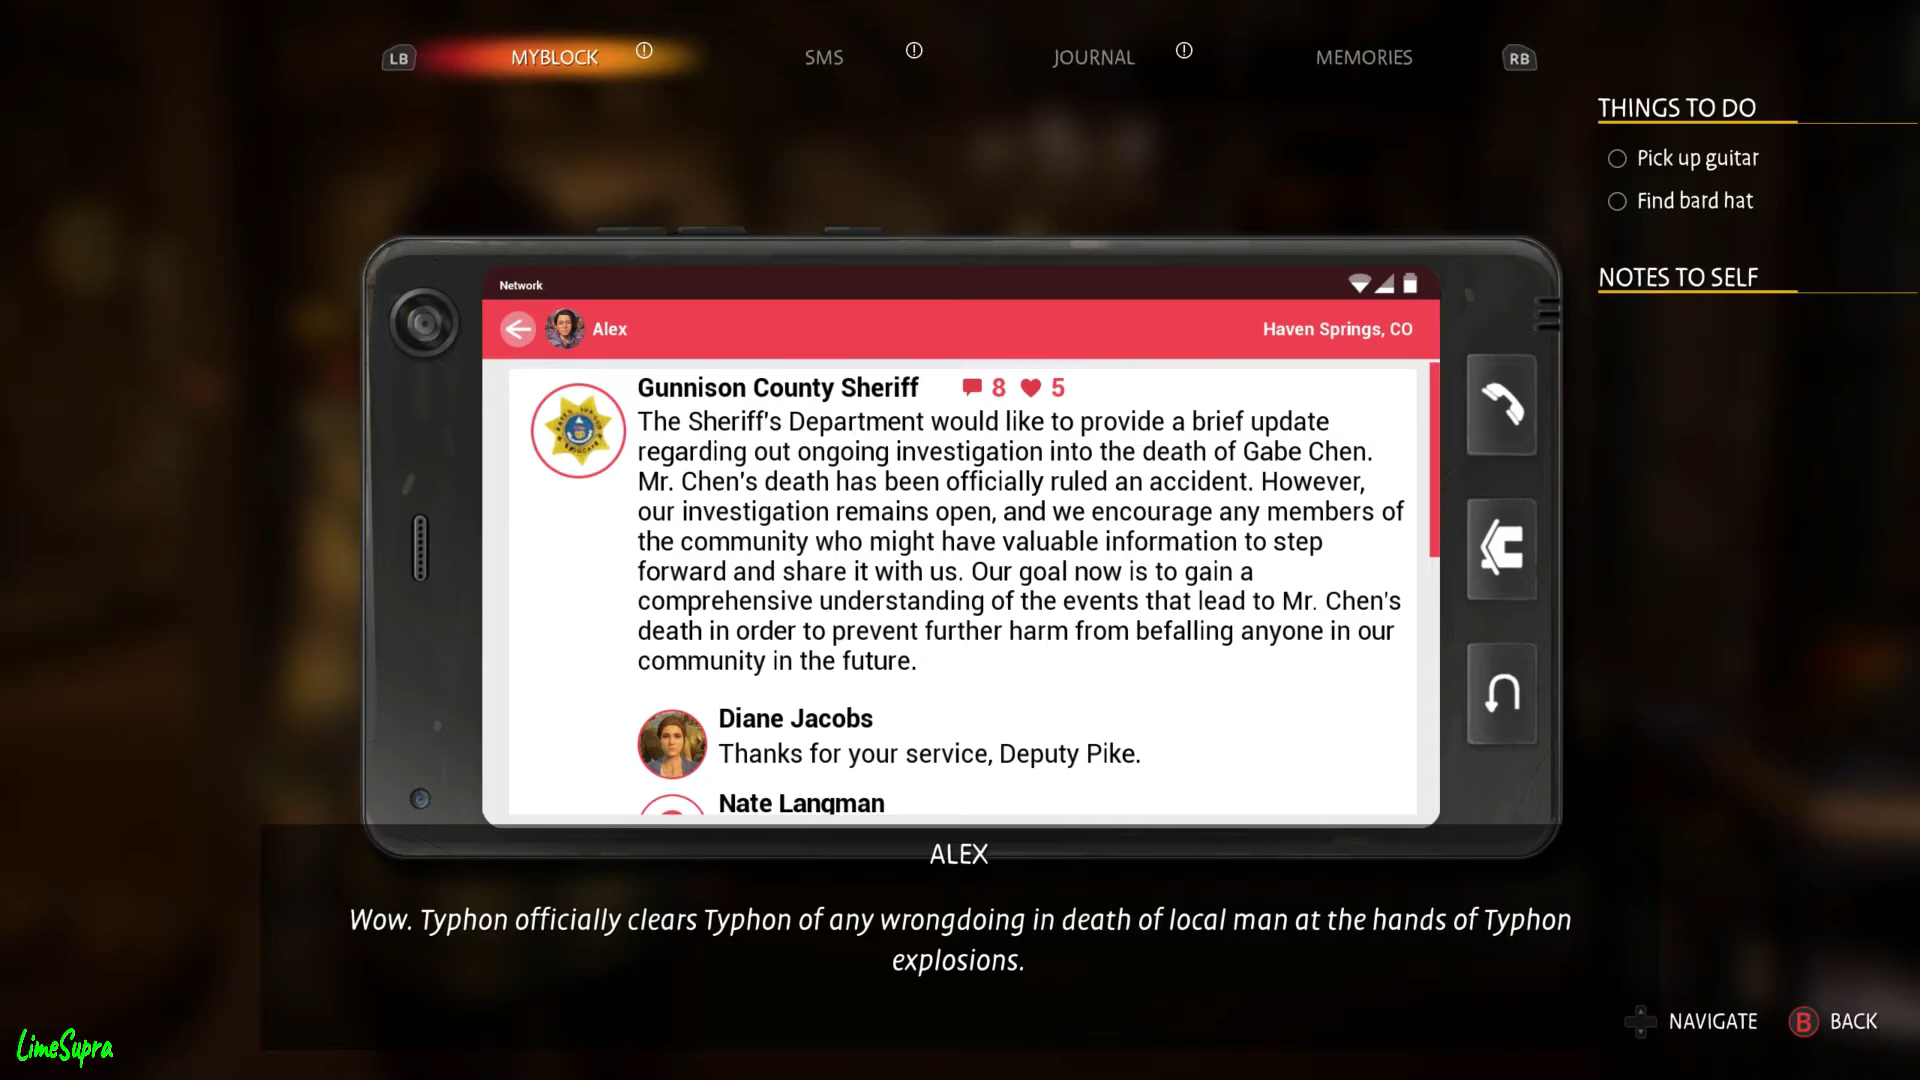 LB
MYBLOCK
SMS
JOURNAL
MEMORIES
RB
THINGS TO DO
Pick up guitar
Find bard hat
NOTES TO SELF
Network
Alex
Haven Springs, CO
Gunnison County Sheriff 8 5
The Sheriff's Department would like to provide a brief update
regarding out ongoing investigation into the death of Gabe Chen.
Mr. Chen's death has been officially ruled an accident. However,
our investigation remains open, and we encourage any members of
the community who might have valuable information to step
forward and share it with us. Our goal now is to gain a
comprehensive understanding of the events that lead to Mr. Chen's
death in order to prevent further harm from befalling anyone in our
community in the future.
Diane Jacobs
Thanks for your service, Deputy Pike.
Nate Langman
ALEX
Wow. Typhon officially clears Typhon of any wrongdoing in death of local man at the hands of Typhon
explosions.
NAVIGATE
B BACK
LimeSupra